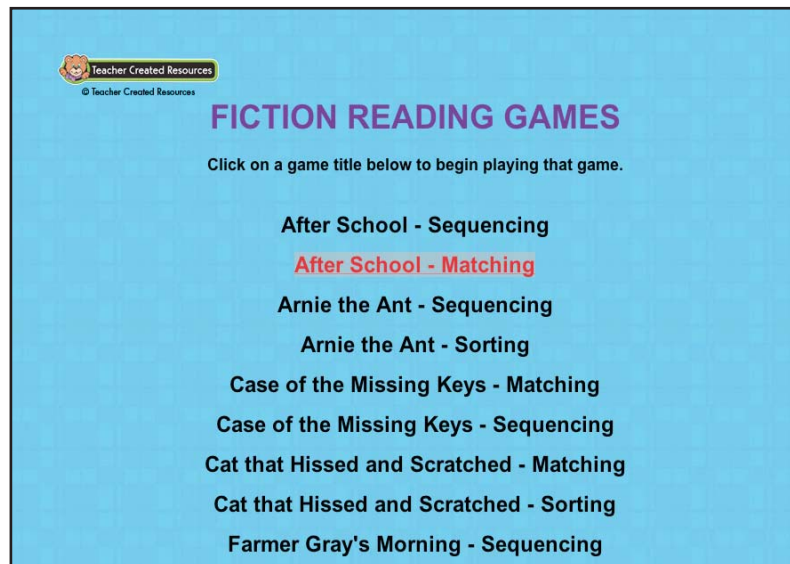 Teacher Created Resources
© Teacher Created Resources
FICTION READING GAMES
Click on a game title below to begin playing that game.
After School - Sequencing
After School - Matching
Arnie the Ant - Sequencing
Arnie the Ant - Sorting
Case of the Missing Keys - Matching
Case of the Missing Keys - Sequencing
Cat that Hissed and Scratched - Matching
Cat that Hissed and Scratched - Sorting
Farmer Gray's Morning - Sequencing